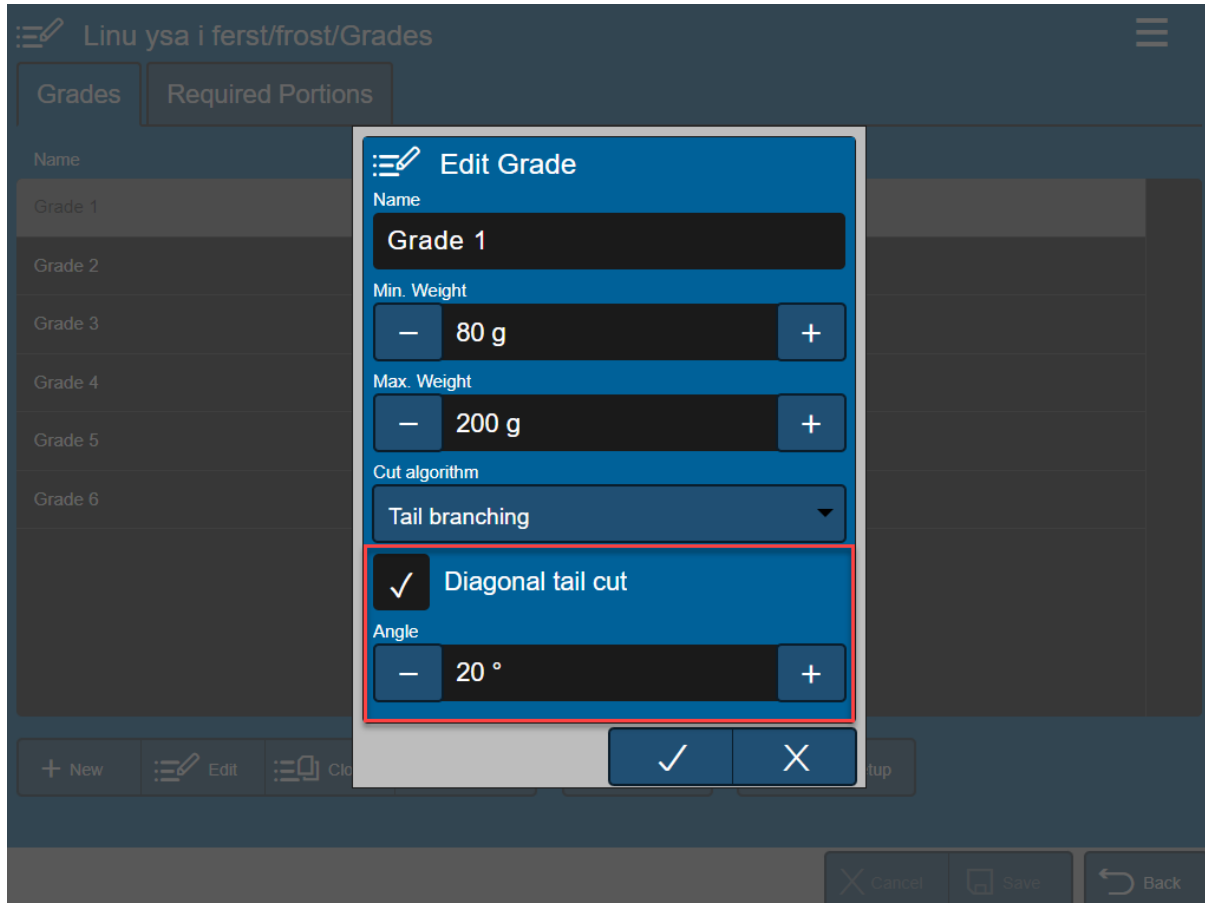 Linu ysa i ferst/frost/Grades
Grades Required Portions
Name
Grade 1
Grade 2
Grade 3
Grade 4
Grade 5
Grade 6
Edit Grade
Name
Grade 1
Min. Weight
80 g
Max. Weight
200 g
Cut algorithm
Tail branching
Diagonal tail cut
Angle
20 °
New Edit
Cancel Save Back